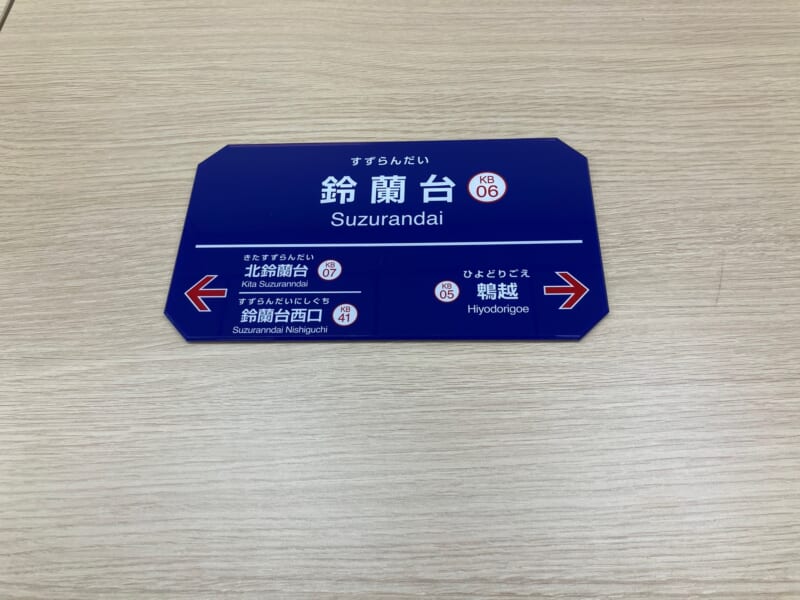 すずらんだい
鈴蘭台 KB 06
Suzurandai
きたすずらんだい
北鈴蘭台 KB 07
Kita Suzuranndai
すずらんだいにしぐち
鈴蘭台西口 KB 41
Suzuranndai Nishiguchi
ひよどりごえ
KB 05 鵯越
Hiyodorigoe